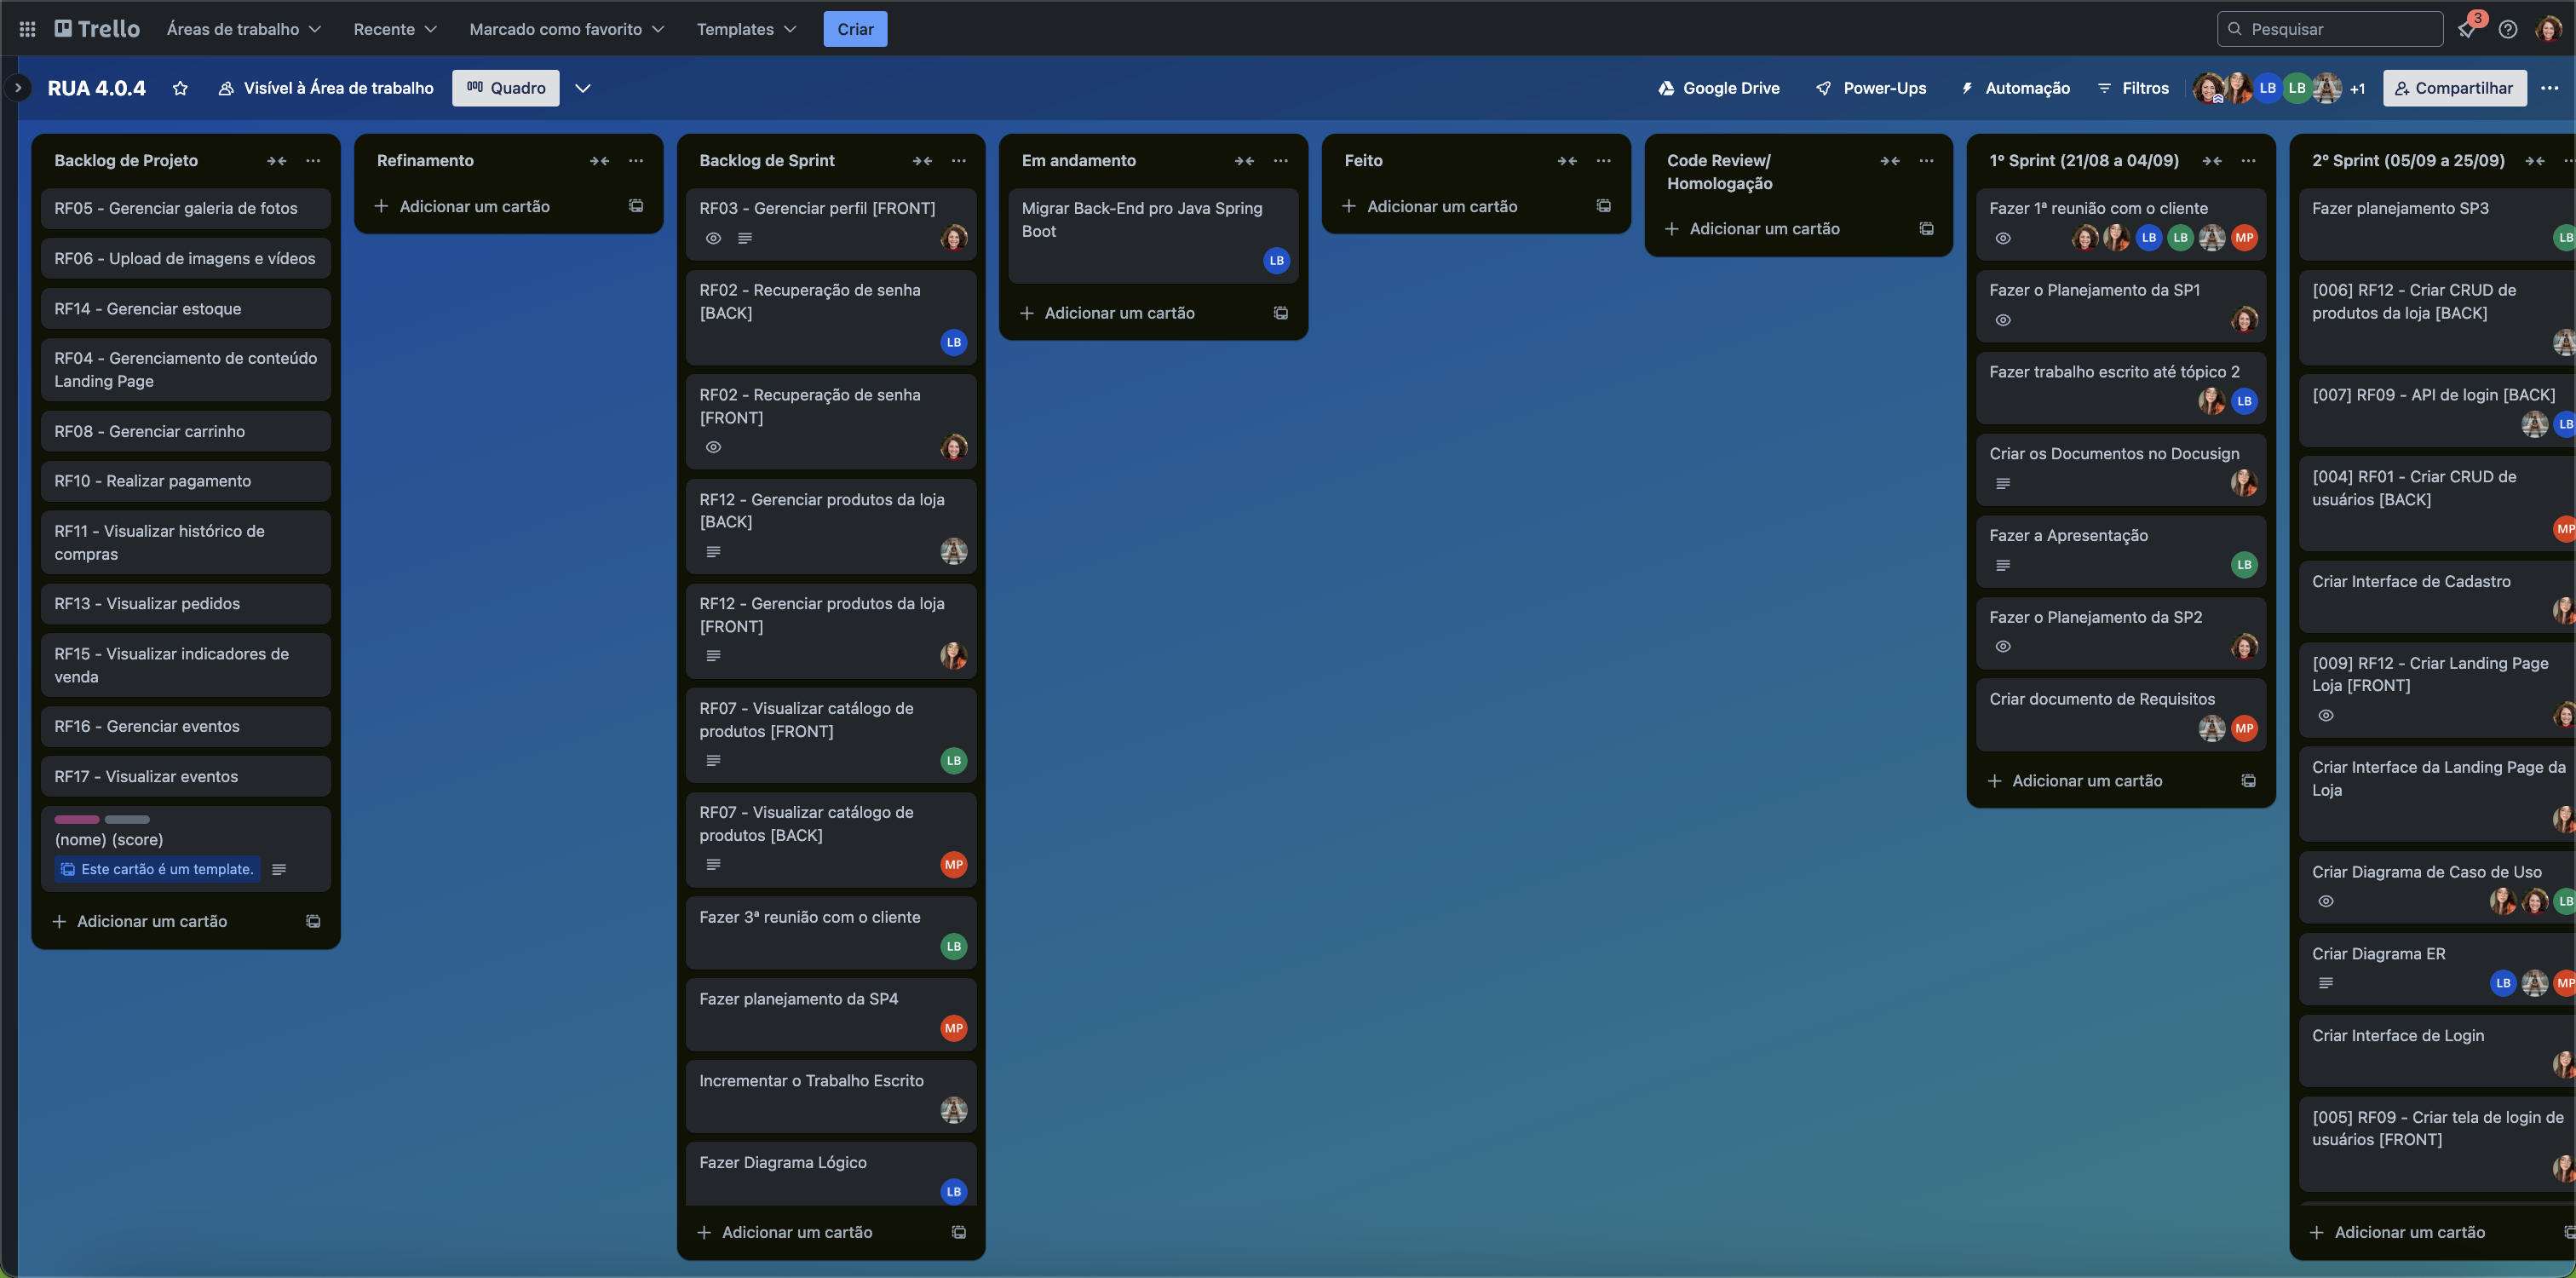 Trello
Áreas de trabalho
Recente
Marcado como favorito
Templates
Criar
Pesquisar
3
RUA 4.0.4
Visível à Área de trabalho
Quadro
Google Drive
Power-Ups
Automação
Filtros
LB
LB
+1
Compartilhar
Backlog de Projeto
RF05 - Gerenciar galeria de fotos
RF06 - Upload de imagens e vídeos
RF14 - Gerenciar estoque
RF04 - Gerenciamento de conteúdo
Landing Page
RF08 - Gerenciar carrinho
RF10 - Realizar pagamento
RF11 - Visualizar histórico de
compras
RF13 - Visualizar pedidos
RF15 - Visualizar indicadores de
venda
RF16 - Gerenciar eventos
RF17 - Visualizar eventos
(nome) (score)
Este cartão é um template.
Adicionar um cartão
Refinamento
Adicionar um cartão
Backlog de Sprint
RF03 - Gerenciar perfil [FRONT]
RF02 - Recuperação de senha
[BACK]
LB
RF02 - Recuperação de senha
[FRONT]
RF12 - Gerenciar produtos da loja
[BACK]
RF12 - Gerenciar produtos da loja
[FRONT]
RF07 - Visualizar catálogo de
produtos [FRONT]
LB
RF07 - Visualizar catálogo de
produtos [BACK]
MP
Fazer 3ª reunião com o cliente
LB
Fazer planejamento da SP4
MP
Incrementar o Trabalho Escrito
Fazer Diagrama Lógico
LB
Adicionar um cartão
Em andamento
Migrar Back-End pro Java Spring
Boot
LB
Adicionar um cartão
Feito
Adicionar um cartão
Code Review/
Homologação
Adicionar um cartão
1º Sprint (21/08 a 04/09)
Fazer 1ª reunião com o cliente
LB LB MP
Fazer o Planejamento da SP1
Fazer trabalho escrito até tópico 2
LB
Criar os Documentos no Docusign
Fazer a Apresentação
LB
Fazer o Planejamento da SP2
Criar documento de Requisitos
MP
Adicionar um cartão
2º Sprint (05/09 a 25/09)
Fazer planejamento SP3
LB
[006] RF12 - Criar CRUD de
produtos da loja [BACK]
[007] RF09 - API de login [BACK]
LB
[004] RF01 - Criar CRUD de
usuários [BACK]
MP
Criar Interface de Cadastro
[009] RF12 - Criar Landing Page
Loja [FRONT]
Criar Interface da Landing Page da
Loja
Criar Diagrama de Caso de Uso
LB
Criar Diagrama ER
LB MP
Criar Interface de Login
[005] RF09 - Criar tela de login de
usuários [FRONT]
Adicionar um cartão